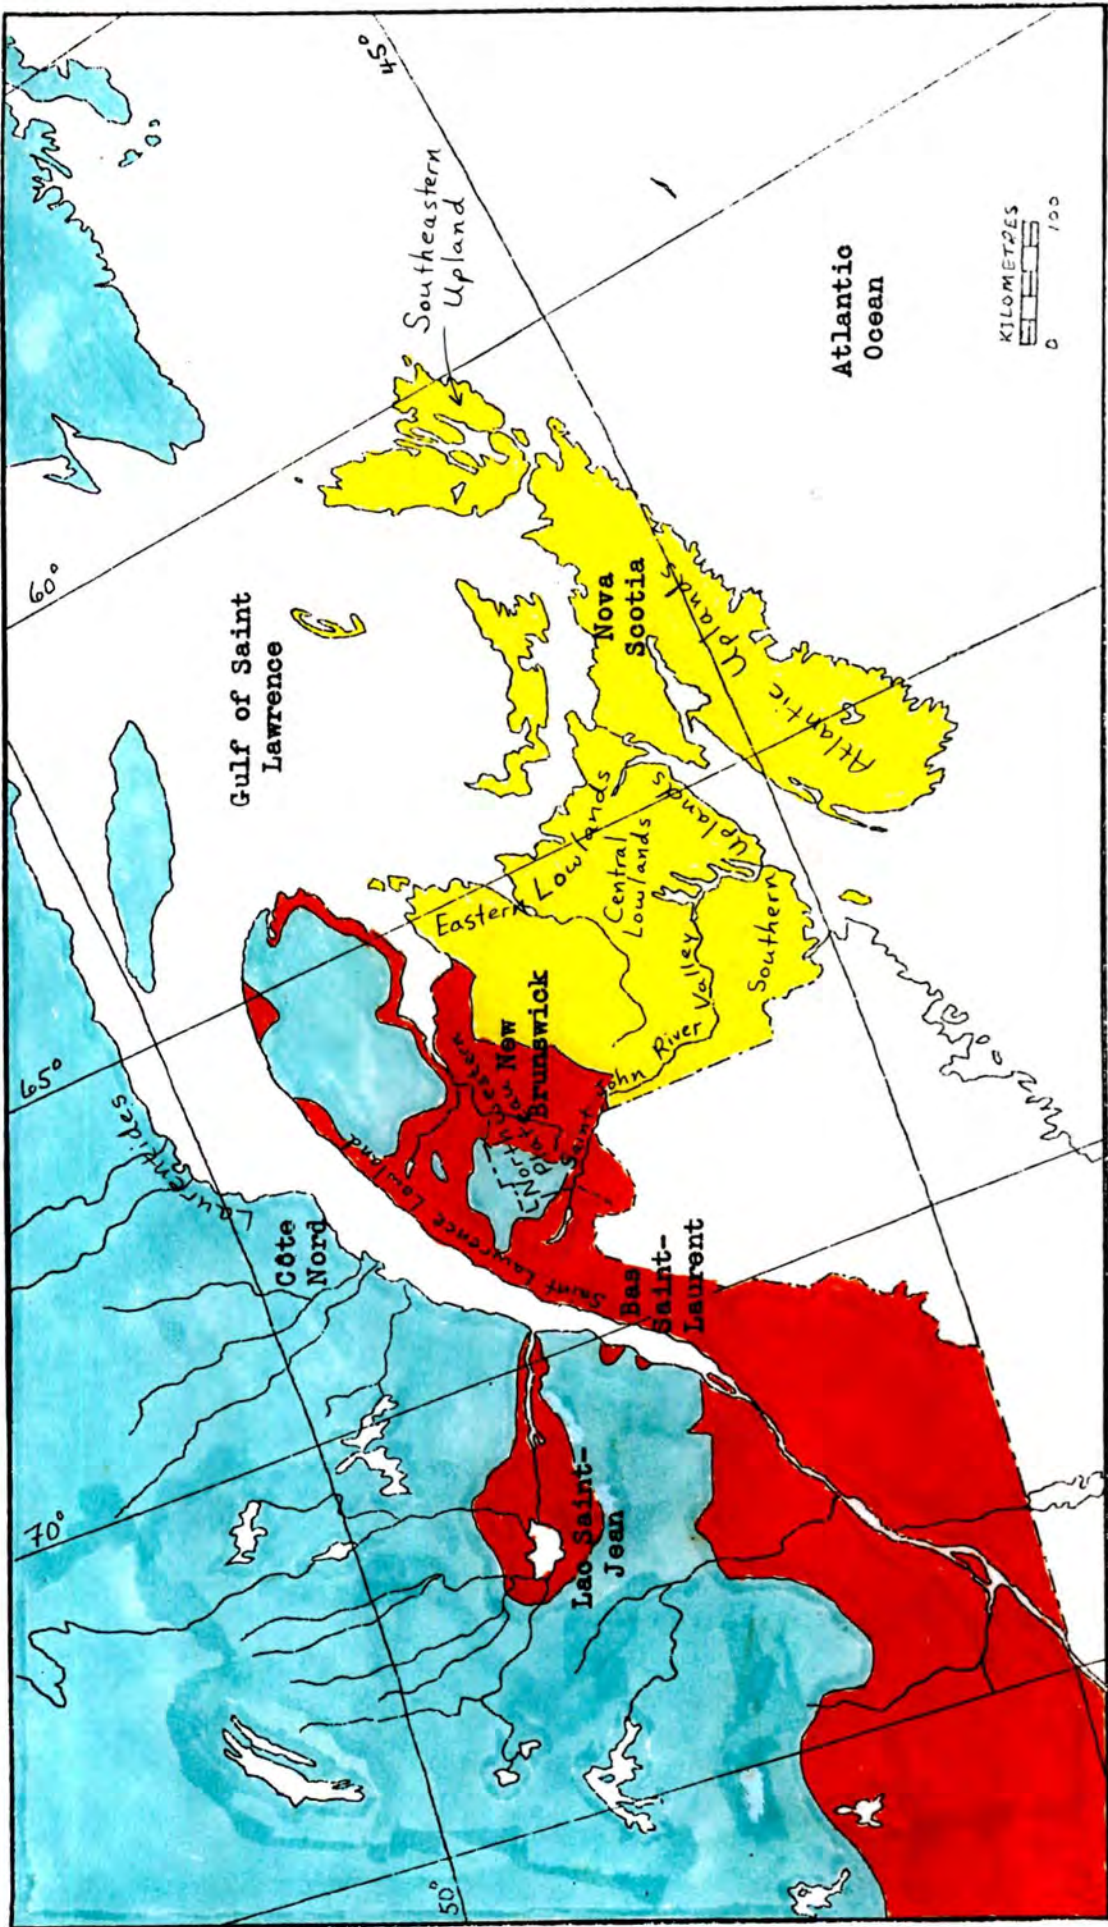 45°
60°
65°
70°
50°
Southeastern
Upland
Gulf of Saint
Lawrence
Nova
Scotia
Atlantic Uplands
Atlantic
Ocean
KILOMETRES
0 100
Eastern Lowlands
Central
Lowlands
Southern Uplands
Saint John River Valley
New
Brunswick
Northwestern
Plateau
Laurentides
Côte
Nord
Saint Lawrence Lowland
Bas
Saint-
Laurent
Lac Saint-
Jean